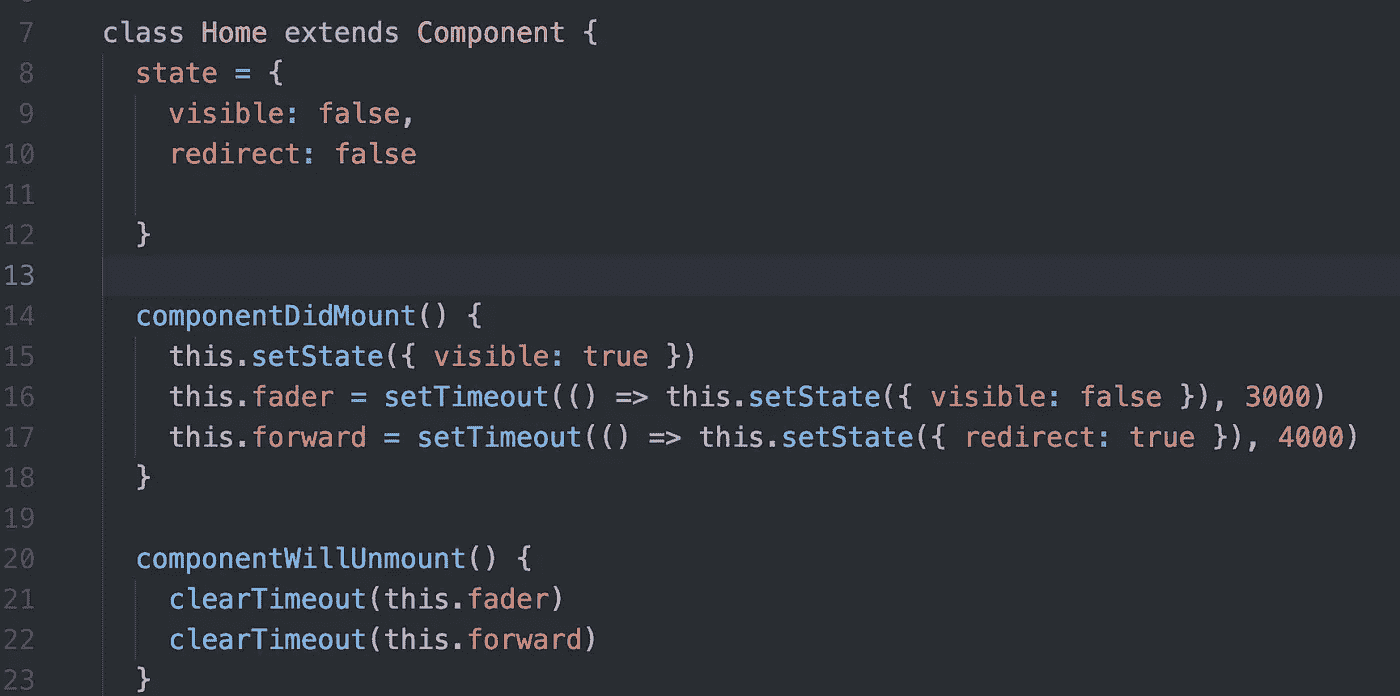 7 class Home extends Component {
8 state = {
9 visible: false,
10 redirect: false
11
12 }
13
14 componentDidMount() {
15 this.setState({ visible: true })
16 this.fader = setTimeout(() => this.setState({ visible: false }), 3000)
17 this.forward = setTimeout(() => this.setState({ redirect: true }), 4000)
18 }
19
20 componentWillUnmount() {
21 clearTimeout(this.fader)
22 clearTimeout(this.forward)
23 }